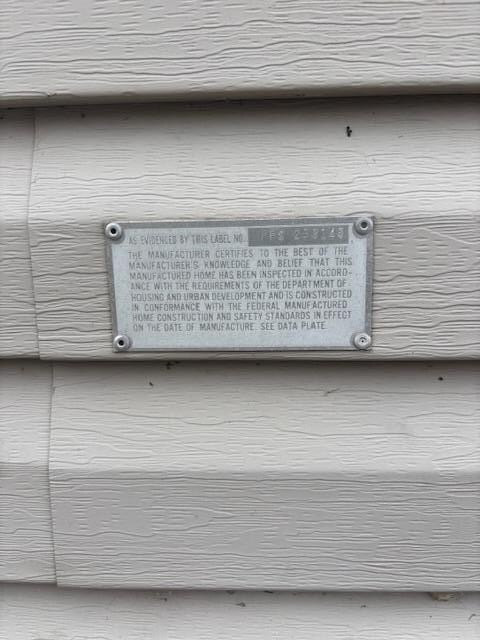 AS EVIDENCED BY THIS LABEL NO.
THE MANUFACTURER CERTIFIES TO THE BEST OF THE
MANUFACTURER'S KNOWLEDGE AND BELIEF THAT THIS
MANUFACTURED HOME HAS BEEN INSPECTED IN ACCORD-
ANCE WITH THE REQUIREMENTS OF THE DEPARTMENT OF
HOUSING AND URBAN DEVELOPMENT AND IS CONSTRUCTED
IN CONFORMANCE WITH THE FEDERAL MANUFACTURED
HOME CONSTRUCTION AND SAFETY STANDARDS IN EFFECT
ON THE DATE OF MANUFACTURE. SEE DATA PLATE.